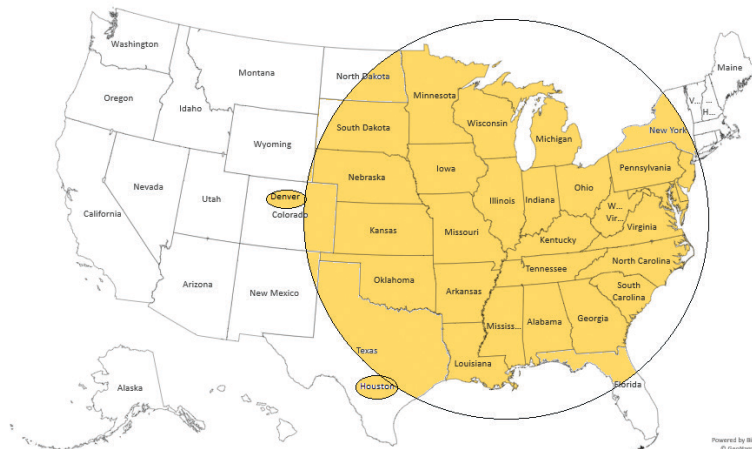 Washington
Maine
Montana
North Dakota
Minnesota
Oregon
Idaho
V...
...
H...
Wisconsin
South Dakota
New York
Michigan
Wyoming
Iowa
Pennsylvania
Nebraska
Nevada
Ohio
Denver
Utah
Illinois
Indiana
W...
Vir...
California
Colorado
Virginia
Kansas
Missouri
Kentucky
North Carolina
Tennessee
Oklahoma
Arizona
New Mexico
Arkansas
South
Carolina
Mississ...
Alabama
Georgia
Texas
Louisiana
Alaska
Houston
Florida
Powered by Bi